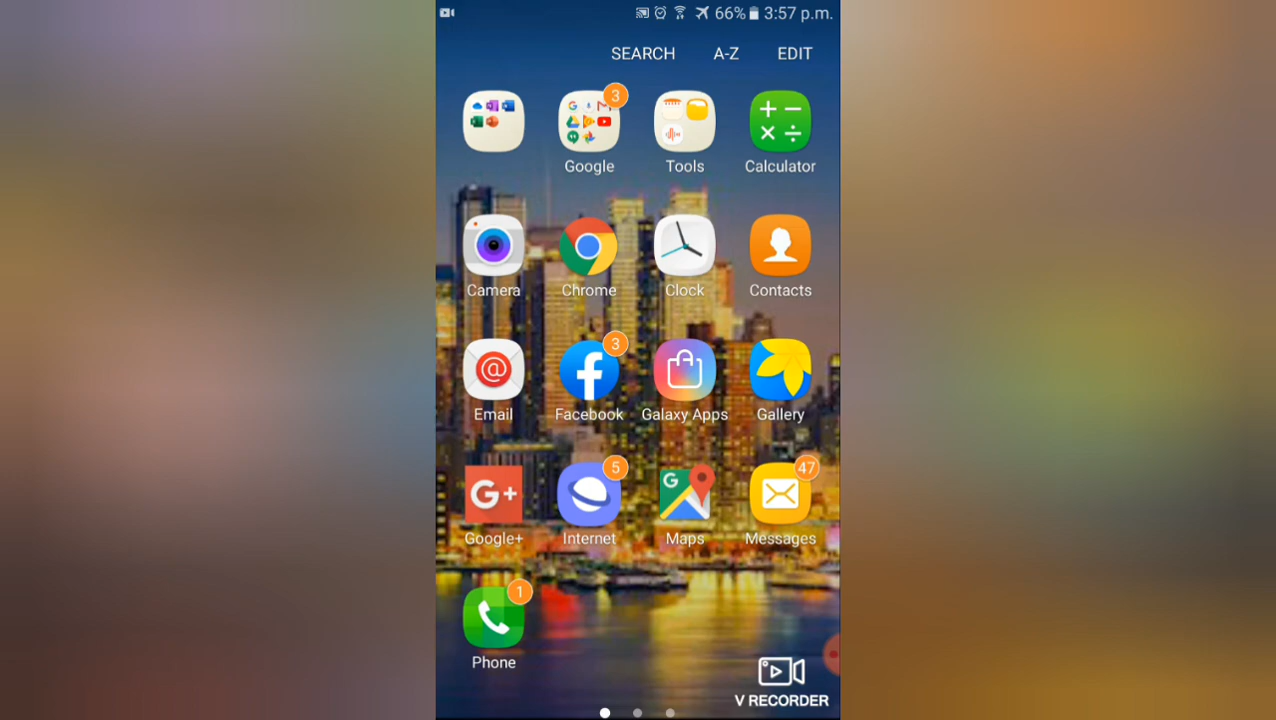 66% 3:57 p.m.
SEARCH A-Z EDIT
3
Google Tools Calculator
Camera Chrome Clock Contacts
3
Email Facebook Galaxy Apps Gallery
5 47
G+ G
Google+ Internet Maps Messages
1
Phone
V RECORDER